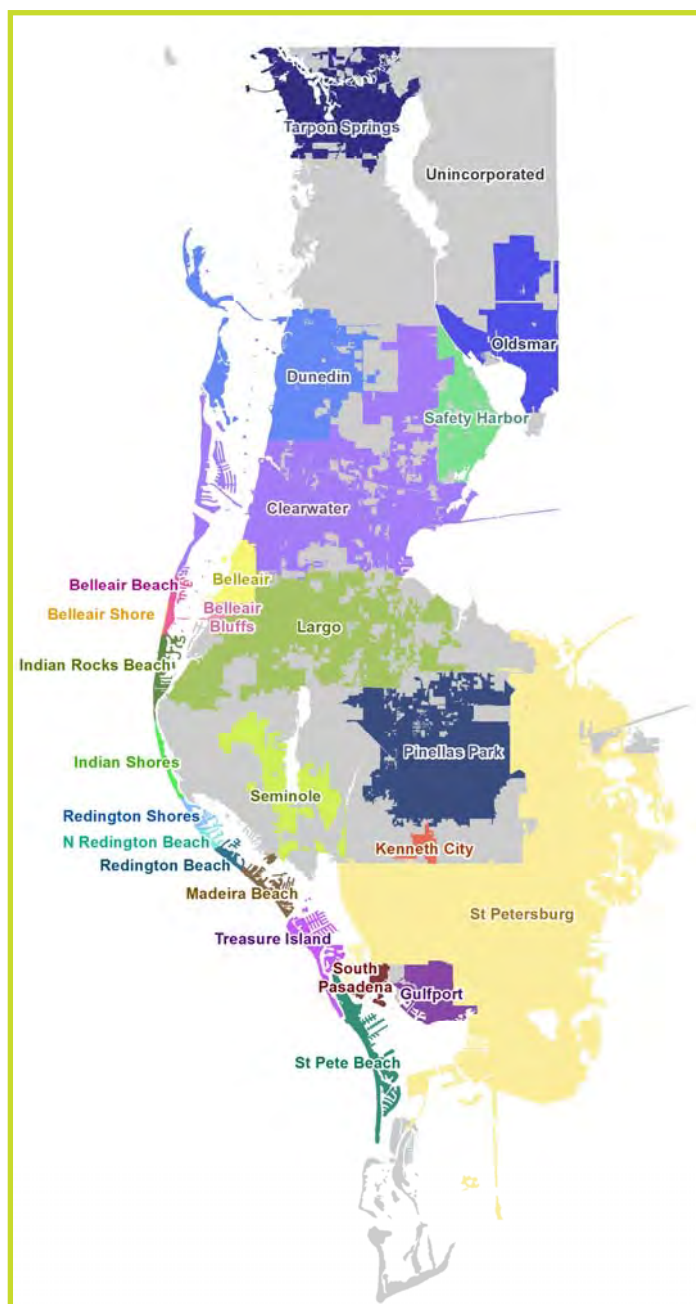 Tarpon Springs
Unincorporated
Oldsmar
Dunedin
Safety Harbor
Clearwater
Belleair Beach
Belleair
Belleair Shore
Belleair
Bluffs
Largo
Indian Rocks Beach
Pinellas Park
Indian Shores
Seminole
Redington Shores
N Redington Beach
Kenneth City
Redington Beach
Madeira Beach
St Petersburg
Treasure Island
South
Pasadena
Gulfport
St Pete Beach